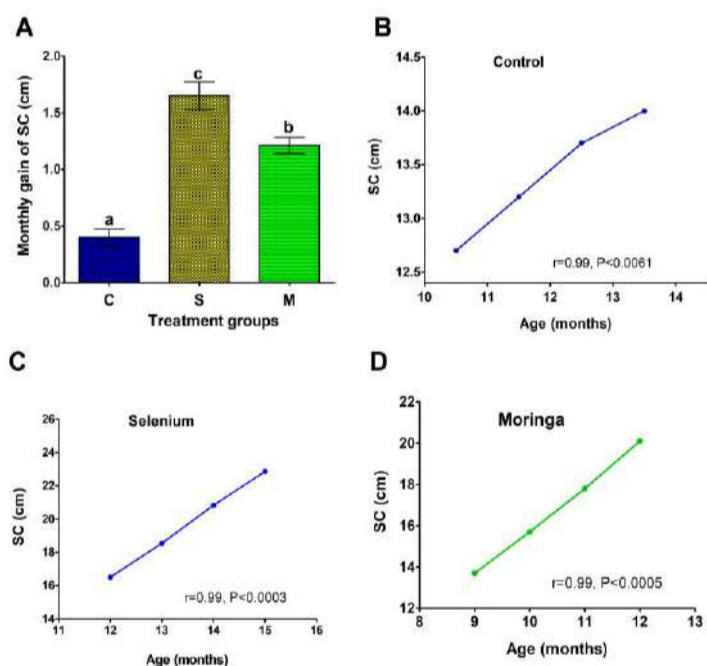 A
Monthly gain of SC (cm)
2.0
1.5
1.0
0.5
0.0
a
c
b
C S M
Treatment groups
B
Control
SC (cm)
14.5
14.0
13.5
13.0
12.5
r=0.99, P<0.0061
10 11 12 13 14
Age (months)
C
Selenium
SC (cm)
26
24
22
20
18
16
14
r=0.99, P<0.0003
11 12 13 14 15 16
Age (months)
D
Moringa
SC (cm)
22
20
18
16
14
12
r=0.99, P<0.0005
8 9 10 11 12 13
Age (months)